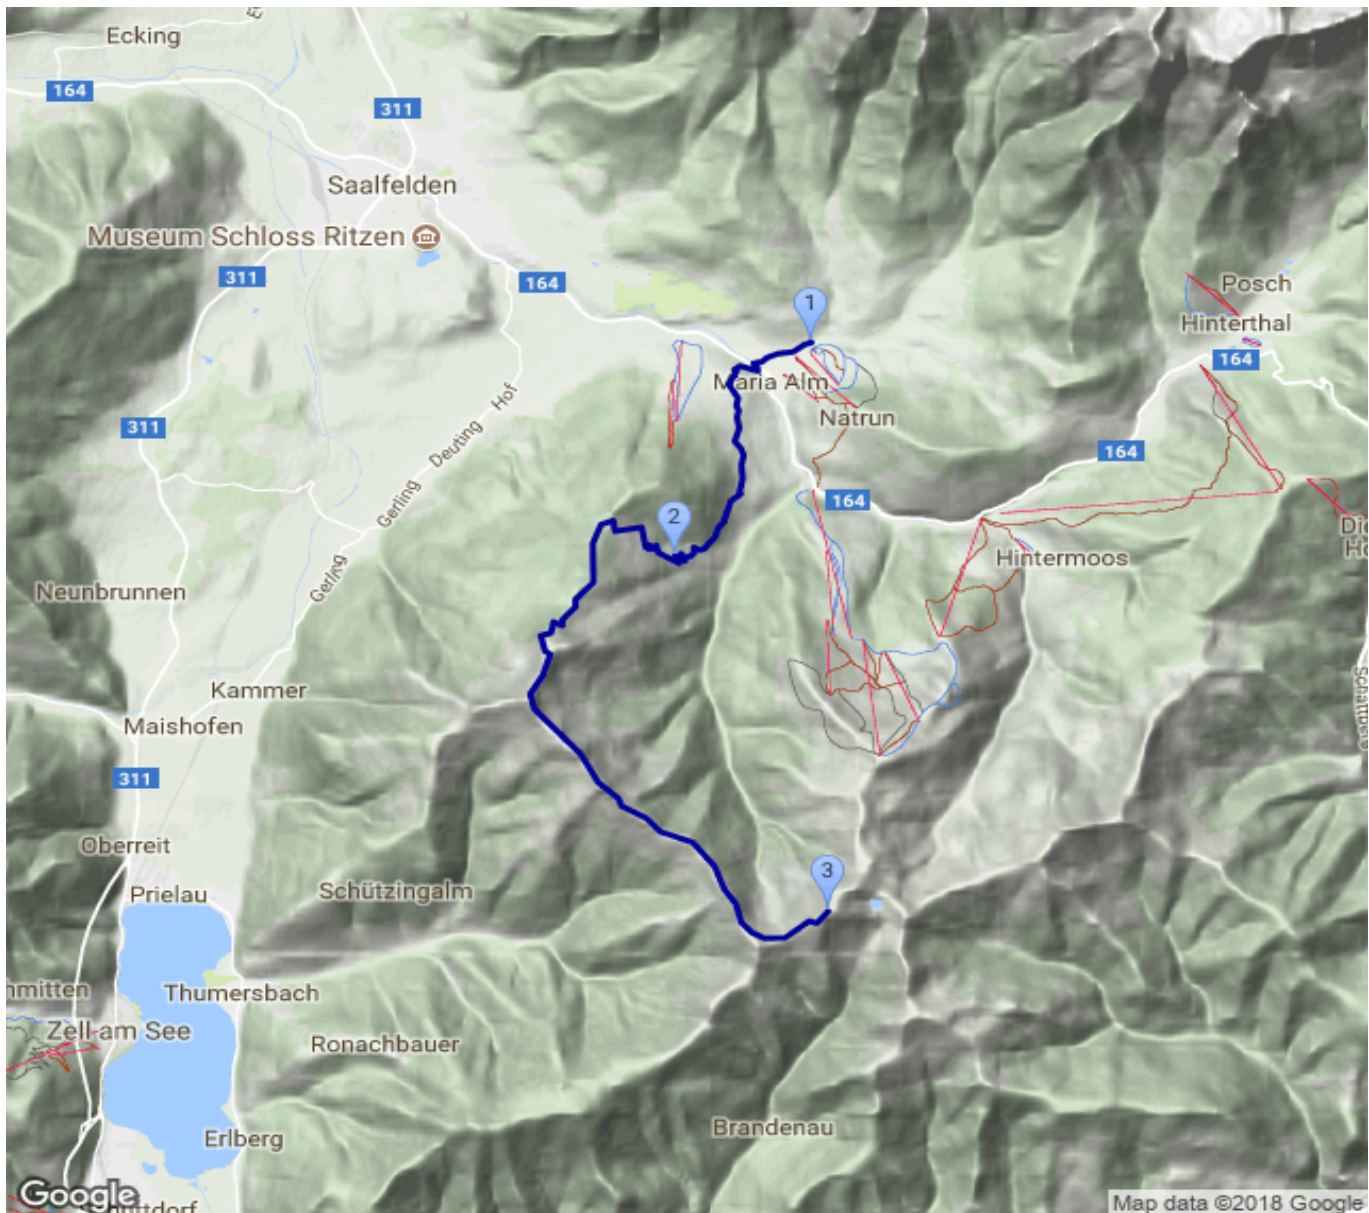 Ecking
164
311
Saalfelden
Museum Schloss Ritzen
311
164
Posch
Hinterthal
164
1
Maria Alm
Natrun
Hof
Deuting
Gerling
311
164
164
2
Hintermoos
Gerling
Neunbrunnen
Kammer
Maishofen
311
Oberreit
Prielau
Schützingalm
3
Thumersbach
Zell am See
Ronachbauer
Brandenau
Erlberg
Google
Map data ©2018 Google